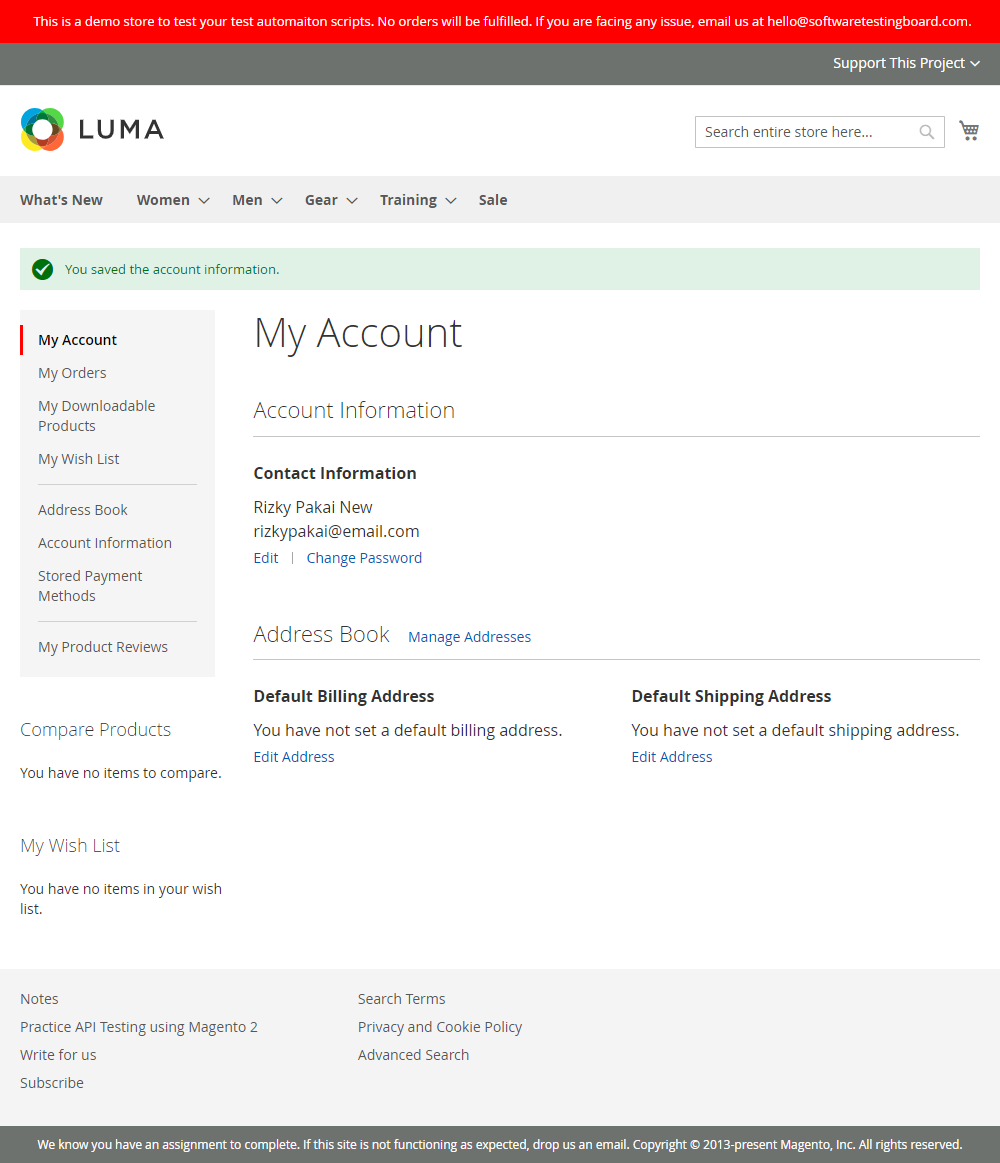 This is a demo store to test your test automaiton scripts. No orders will be fulfilled. If you are facing any issue, email us at hello@softwaretestingboard.com.
Support This Project
LUMA
Search entire store here...
What's New Women Men Gear Training Sale
You saved the account information.
My Account
My Orders
My Downloadable
Products
My Wish List
Address Book
Account Information
Stored Payment
Methods
My Product Reviews
Compare Products
You have no items to compare.
My Wish List
You have no items in your wish
list.
My Account
Account Information
Contact Information
Rizky Pakai New
rizkypakai@email.com
Edit | Change Password
Address Book Manage Addresses
Default Billing Address
You have not set a default billing address.
Edit Address
Default Shipping Address
You have not set a default shipping address.
Edit Address
Notes
Practice API Testing using Magento 2
Write for us
Subscribe
Search Terms
Privacy and Cookie Policy
Advanced Search
We know you have an assignment to complete. If this site is not functioning as expected, drop us an email. Copyright © 2013-present Magento, Inc. All rights reserved.